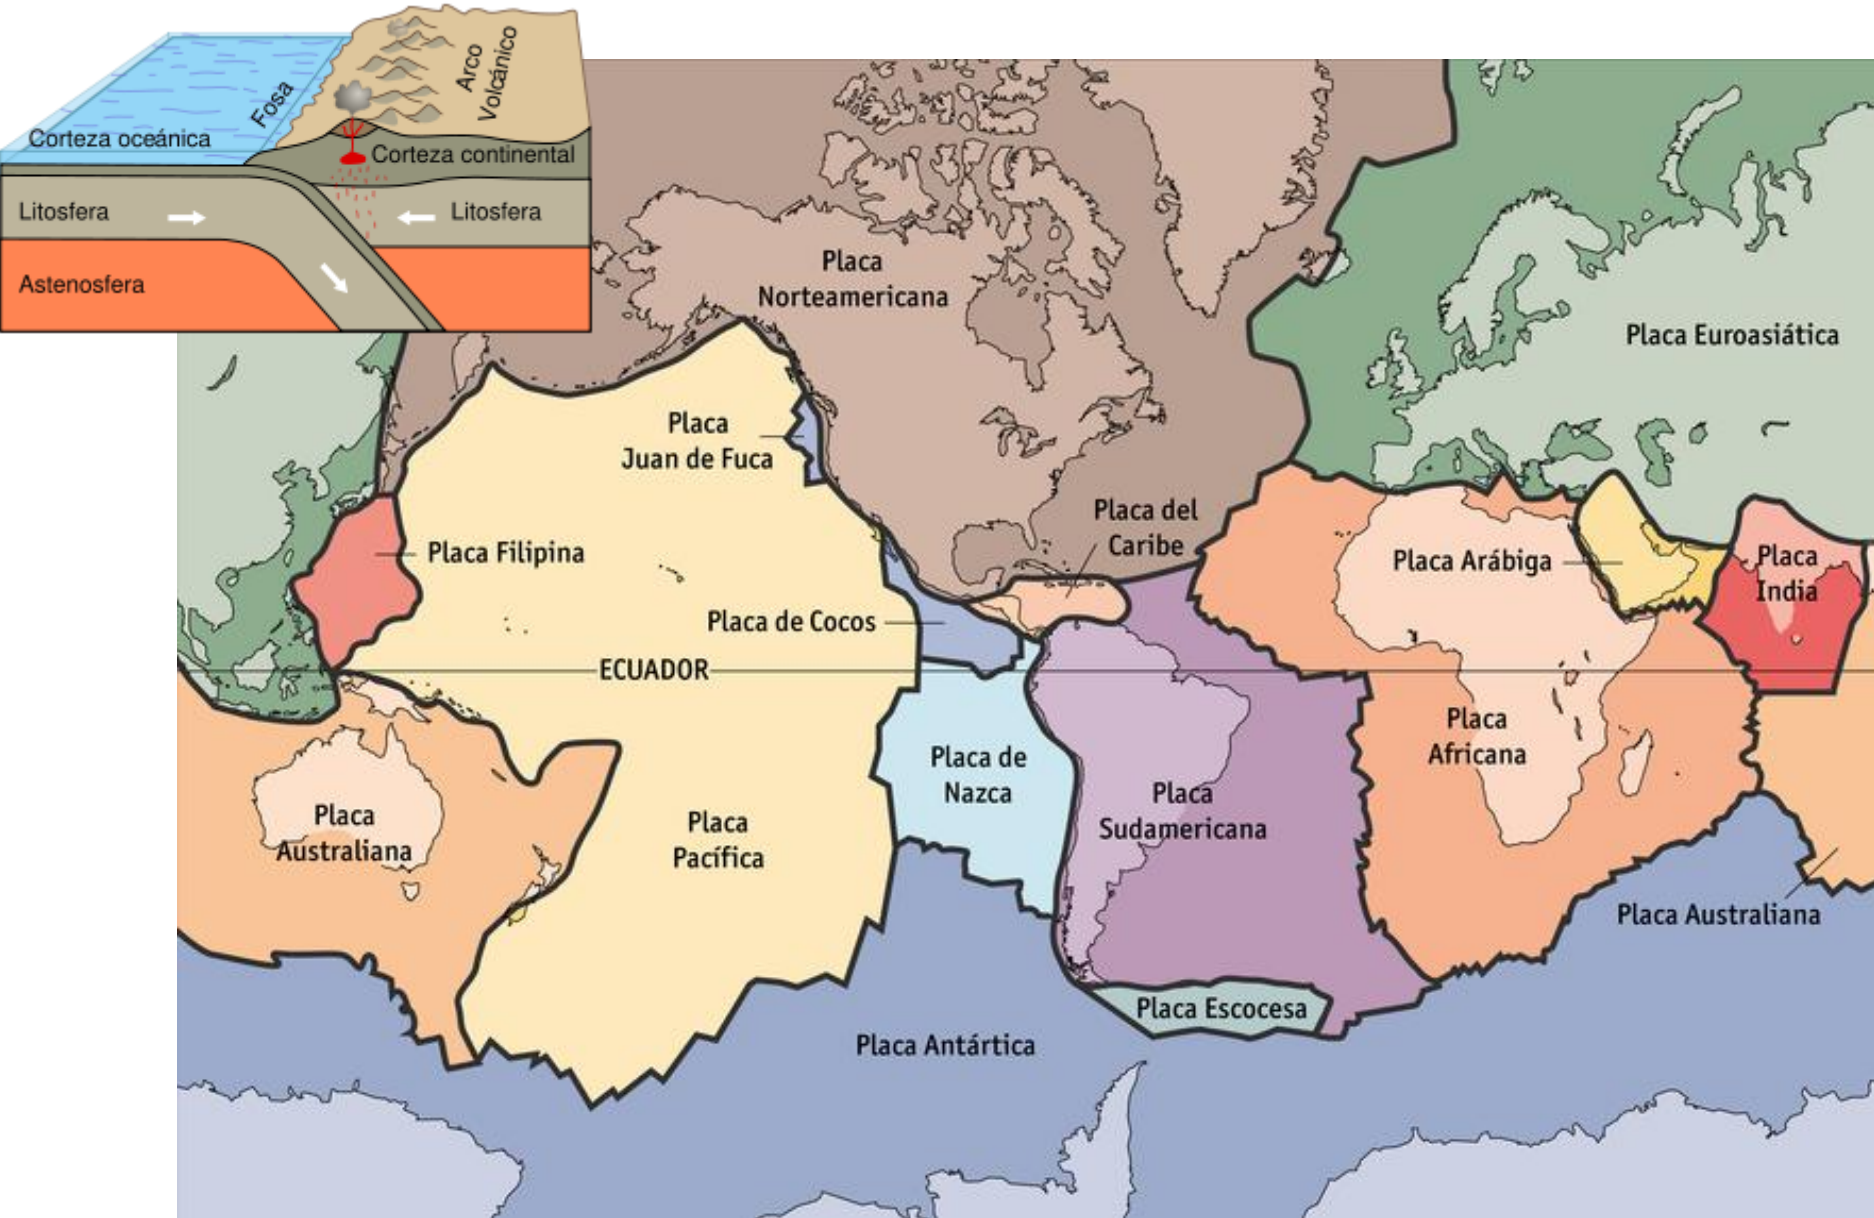 Arco
Volcánico
Fosa
Corteza oceánica
Corteza continental
Litosfera
Litosfera
Astenosfera
Placa
Norteamericana
Placa Euroasiática
Placa
Juan de Fuca
Placa del
Caribe
Placa Filipina
Placa Arábiga
Placa
India
Placa de Cocos
ECUADOR
Placa
Africana
Placa de
Nazca
Placa
Sudamericana
Placa
Australiana
Placa
Pacífica
Placa Australiana
Placa Escocesa
Placa Antártica